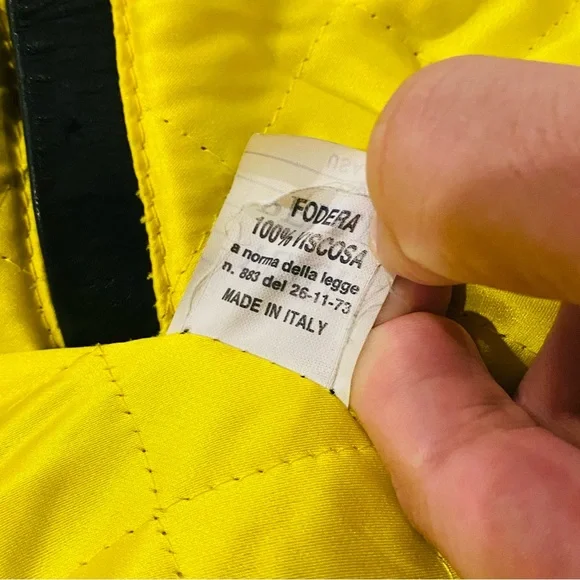 FODERA
100% VISCOSA
a norma della legge
n. 883 del 26-11-73
MADE IN ITALY